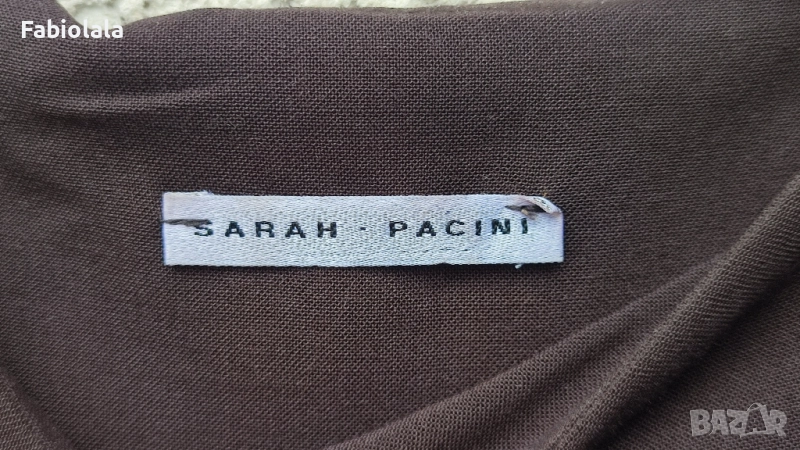 Fabiolala
SARAH · PACINI
BAZAR